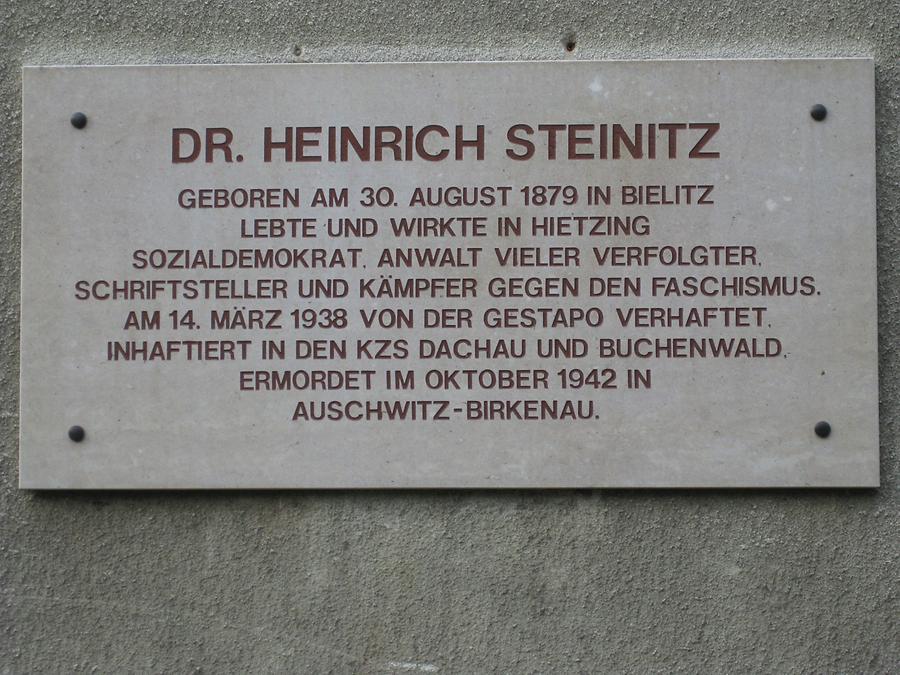 DR. HEINRICH STEINITZ
GEBOREN AM 30. AUGUST 1879 IN BIELITZ
LEBTE UND WIRKTE IN HIETZING
SOZIALDEMOKRAT, ANWALT VIELER VERFOLGTER,
SCHRIFTSTELLER UND KÄMPFER GEGEN DEN FASCHISMUS.
AM 14. MÄRZ 1938 VON DER GESTAPO VERHAFTET,
INHAFTIERT IN DEN KZS DACHAU UND BUCHENWALD,
ERMORDET IM OKTOBER 1942 IN
AUSCHWITZ-BIRKENAU.